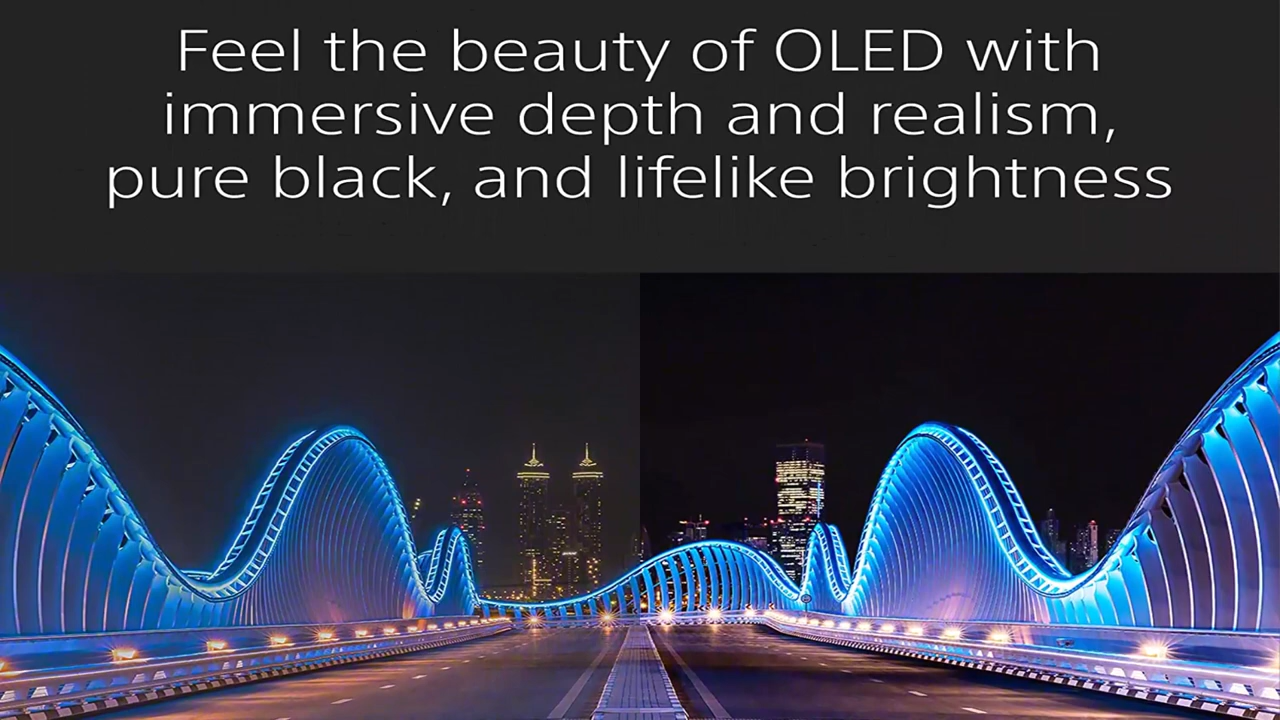 Feel the beauty of OLED with
immersive depth and realism,
pure black, and lifelike brightness